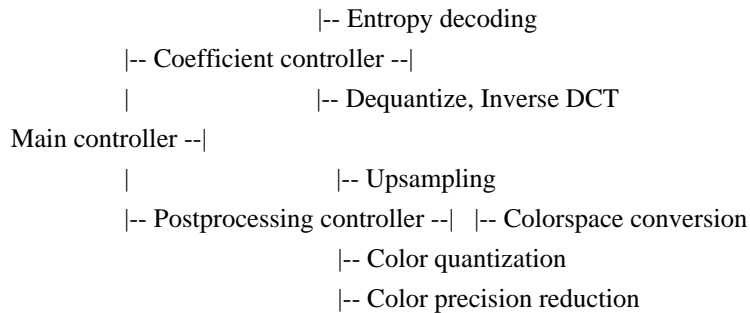 |-- Entropy decoding
|-- Coefficient controller --|
| |-- Dequantize, Inverse DCT
Main controller --|
| |-- Upsampling
|-- Postprocessing controller --| |-- Colorspace conversion
|-- Color quantization
|-- Color precision reduction